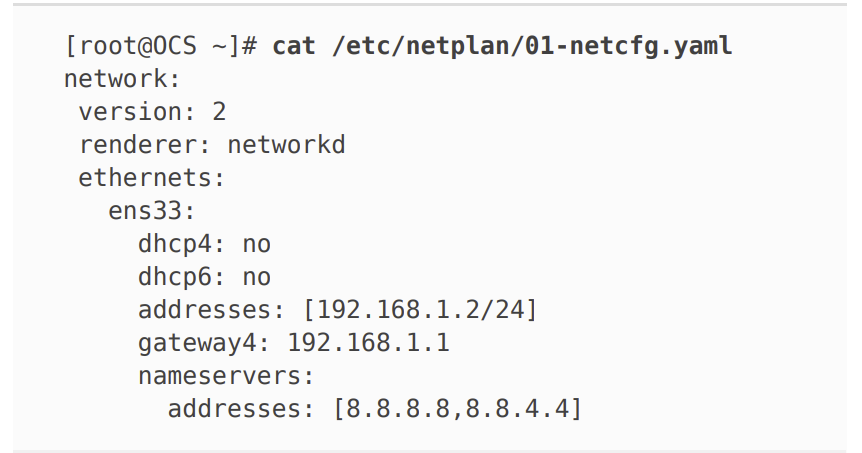 [root@OCS ~]# cat /etc/netplan/01-netcfg.yaml
network:
 version: 2
 renderer: networkd
 ethernets:
   ens33:
     dhcp4: no
     dhcp6: no
     addresses: [192.168.1.2/24]
     gateway4: 192.168.1.1
     nameservers:
       addresses: [8.8.8.8,8.8.4.4]